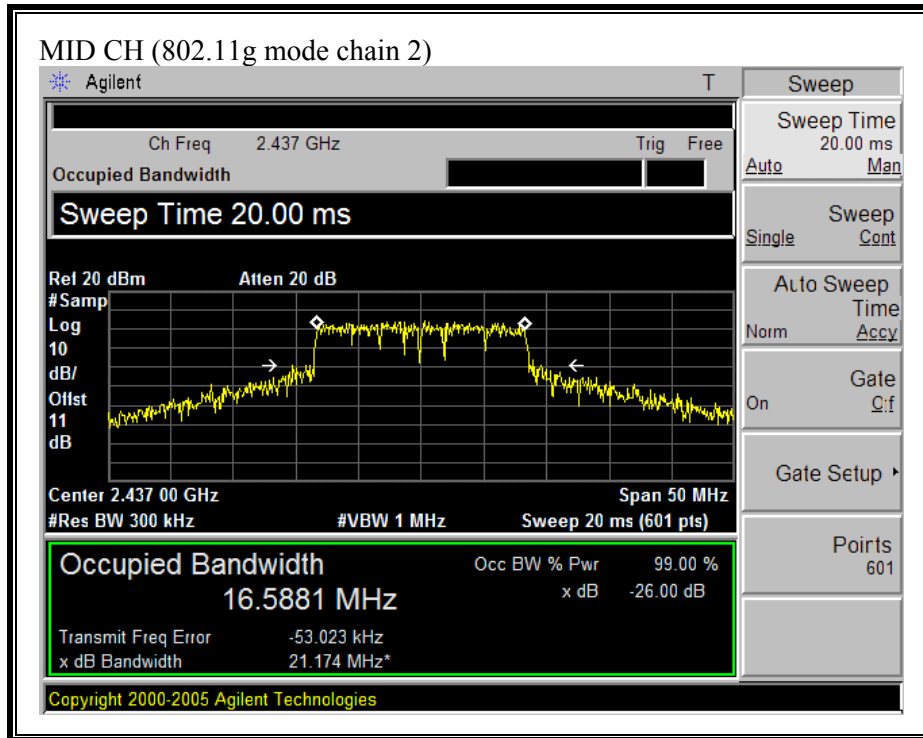 MID CH (802.11g mode chain 2)
Agilent T
Ch Freq 2.437 GHz Trig Free
Occupied Bandwidth
Sweep Time 20.00 ms
Ref 20 dBm Atten 20 dB
#Samp
Log
10
dB/
Offst
11
dB
Center 2.437 00 GHz Span 50 MHz
#Res BW 300 kHz #VBW 1 MHz Sweep 20 ms (601 pts)
Occupied Bandwidth Occ BW % Pwr 99.00 %
16.5881 MHz x dB -26.00 dB
Transmit Freq Error -53.023 kHz
x dB Bandwidth 21.174 MHz*
Copyright 2000-2005 Agilent Technologies
Sweep
Sweep Time
20.00 ms
Auto Man
Sweep
Single Cont
Auto Sweep
Time
Norm Accy
Gate
On Off
Gate Setup
Points
601